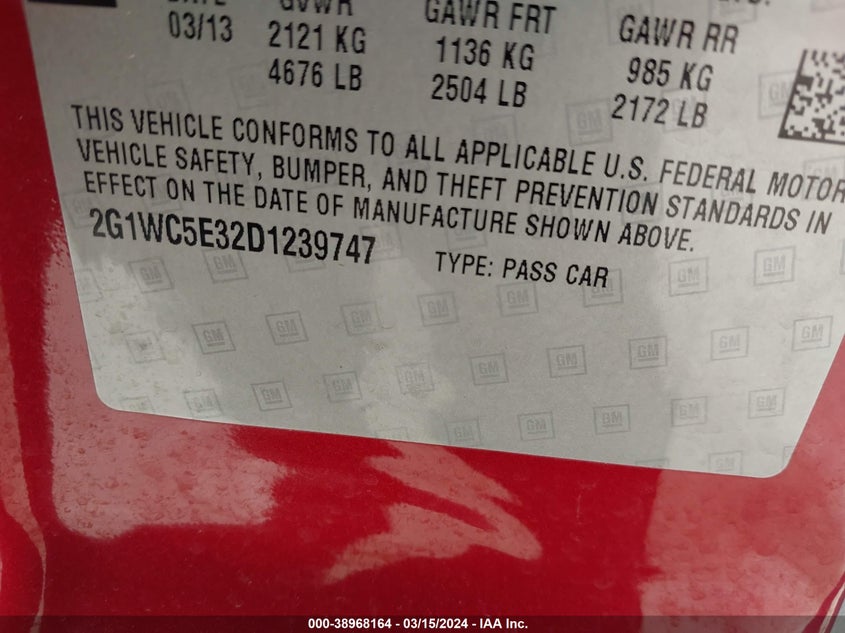 DATE GVWR GAWR FRT GAWR RR
03/13 2121 KG 1136 KG 985 KG
4676 LB 2504 LB 2172 LB
THIS VEHICLE CONFORMS TO ALL APPLICABLE U.S. FEDERAL MOTOR
VEHICLE SAFETY, BUMPER, AND THEFT PREVENTION STANDARDS IN
EFFECT ON THE DATE OF MANUFACTURE SHOWN ABOVE.
2G1WC5E32D1239747 TYPE: PASS CAR
000-38968164 - 03/15/2024 - IAA Inc.